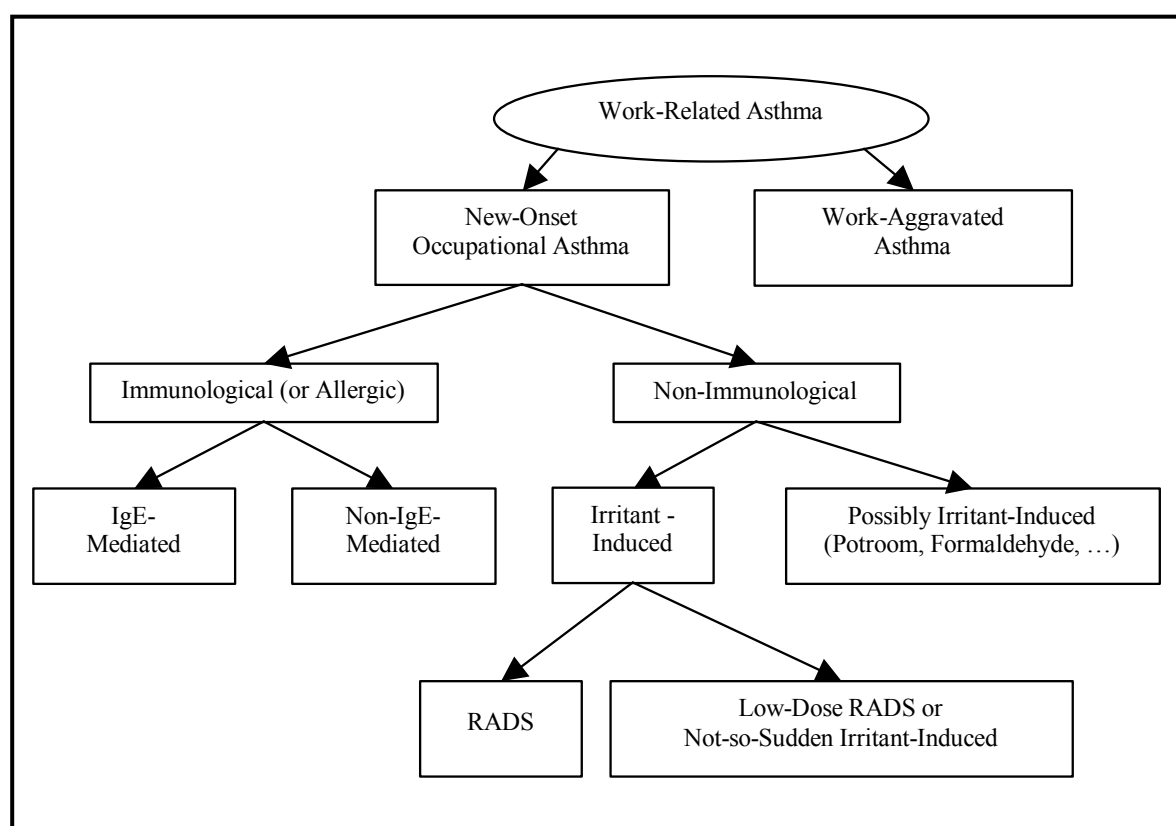 Work-Related Asthma
New-Onset
Occupational Asthma
Work-Aggravated
Asthma
Immunological (or Allergic)
Non-Immunological
IgE-
Mediated
Non-IgE-
Mediated
Irritant -
Induced
Possibly Irritant-Induced
(Potroom, Formaldehyde, …)
RADS
Low-Dose RADS or
Not-so-Sudden Irritant-Induced